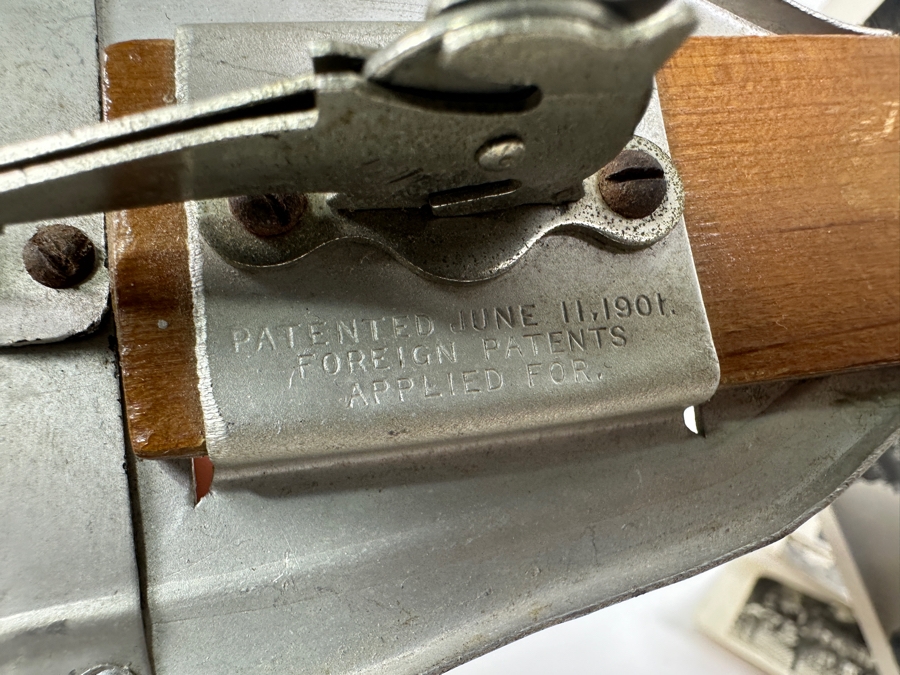 PATENTED JUNE 11,1901.
FOREIGN PATENTS
APPLIED FOR.